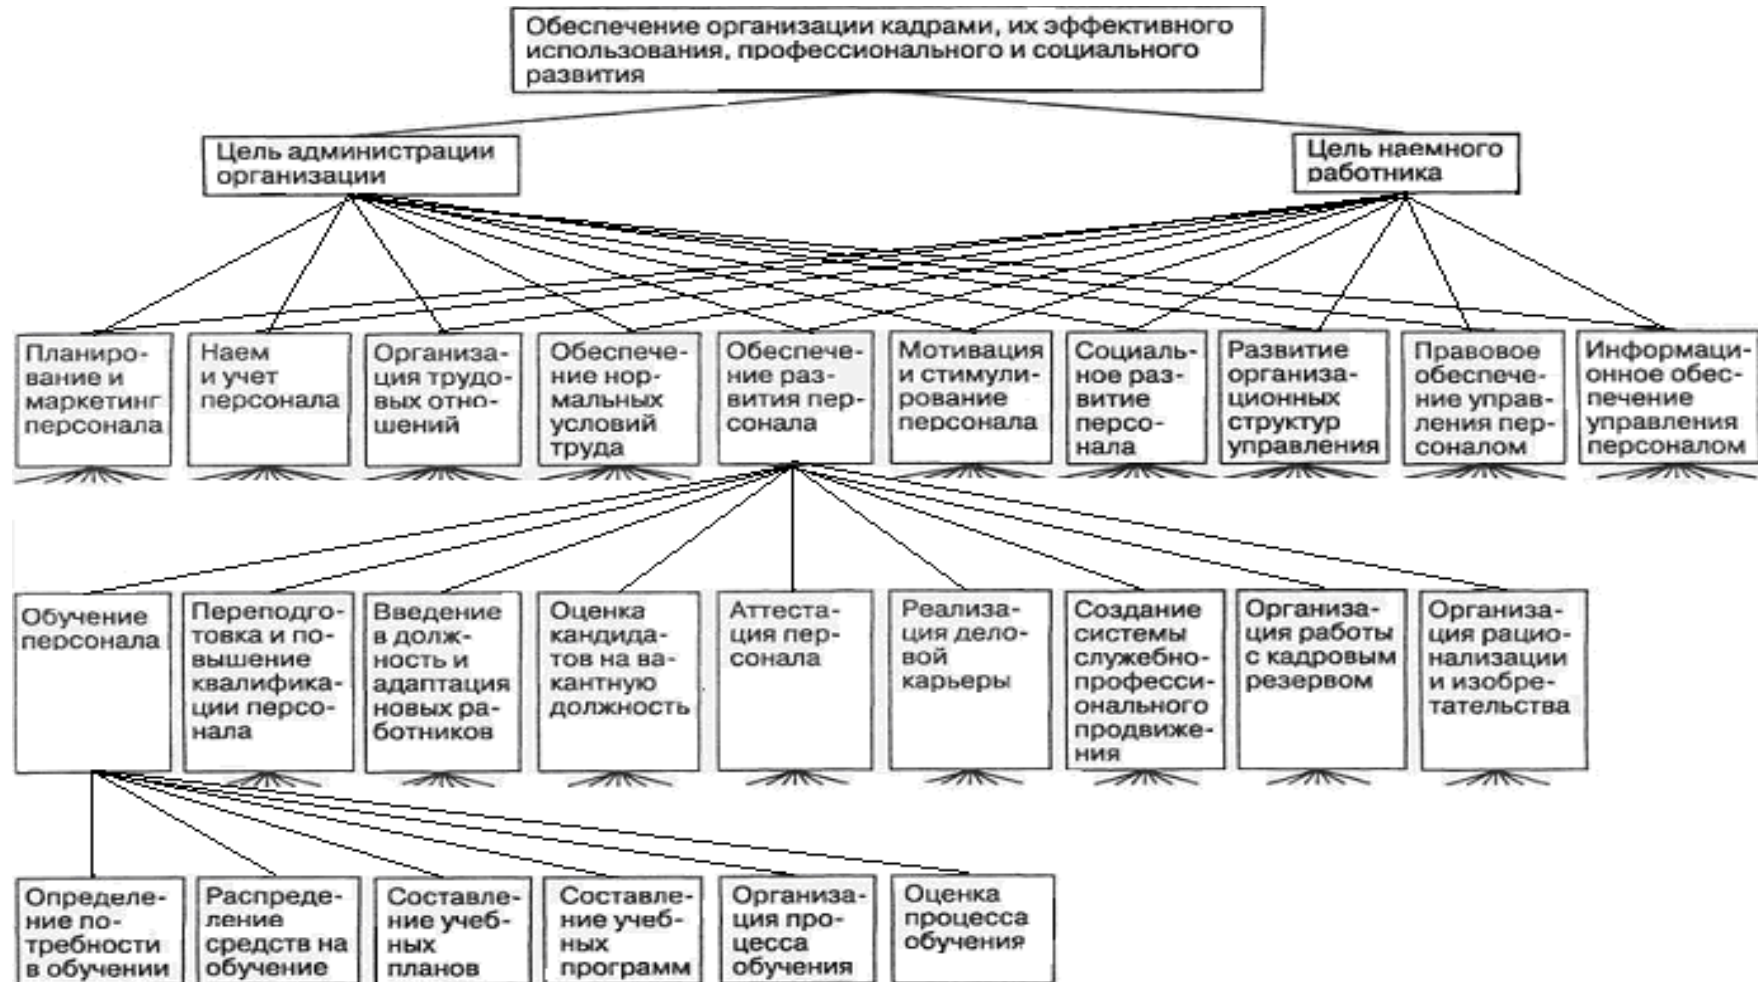 Обеспечение организации кадрами, их эффективного
использования, профессионального и социального
развития
Цель администрации
организации
Цель наемного
работника
Планиро-
вание и
маркетинг
персонала
Наем
и учет
персонала
Организа-
ция трудо-
вых отно-
шений
Обеспече-
ние нор-
мальных
условий
труда
Обеспече-
ние раз-
вития пер-
сонала
Мотивация
и стимули-
рование
персонала
Социаль-
ное раз-
витие
персо-
нала
Развитие
организа-
ционных
структур
управления
Правовое
обеспече-
ние управ-
ления пер-
соналом
Информаци-
онное обес-
печение
управления
персоналом
Обучение
персонала
Переподго-
товка и по-
вышение
квалифика-
ции персо-
нала
Введение
в долж-
ность и
адаптация
новых ра-
ботников
Оценка
кандида-
тов на ва-
кантную
должность
Аттеста-
ция пер-
сонала
Реализа-
ция дело-
вой
карьеры
Создание
системы
служебно-
професси-
онального
продвиже-
ния
Организа-
ция работы
с кадровым
резервом
Организа-
ция рацио-
нализации
и изобре-
тательства
Определе-
ние по-
требности
в обучении
Распреде-
ление
средств на
обучение
Составле-
ние учеб-
ных
планов
Составле-
ние учеб-
ных
программ
Организа-
ция про-
цесса
обучения
Оценка
процесса
обучения